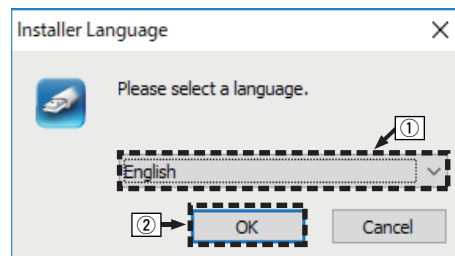 Installer Language
Please select a language.
①
English
② OK Cancel